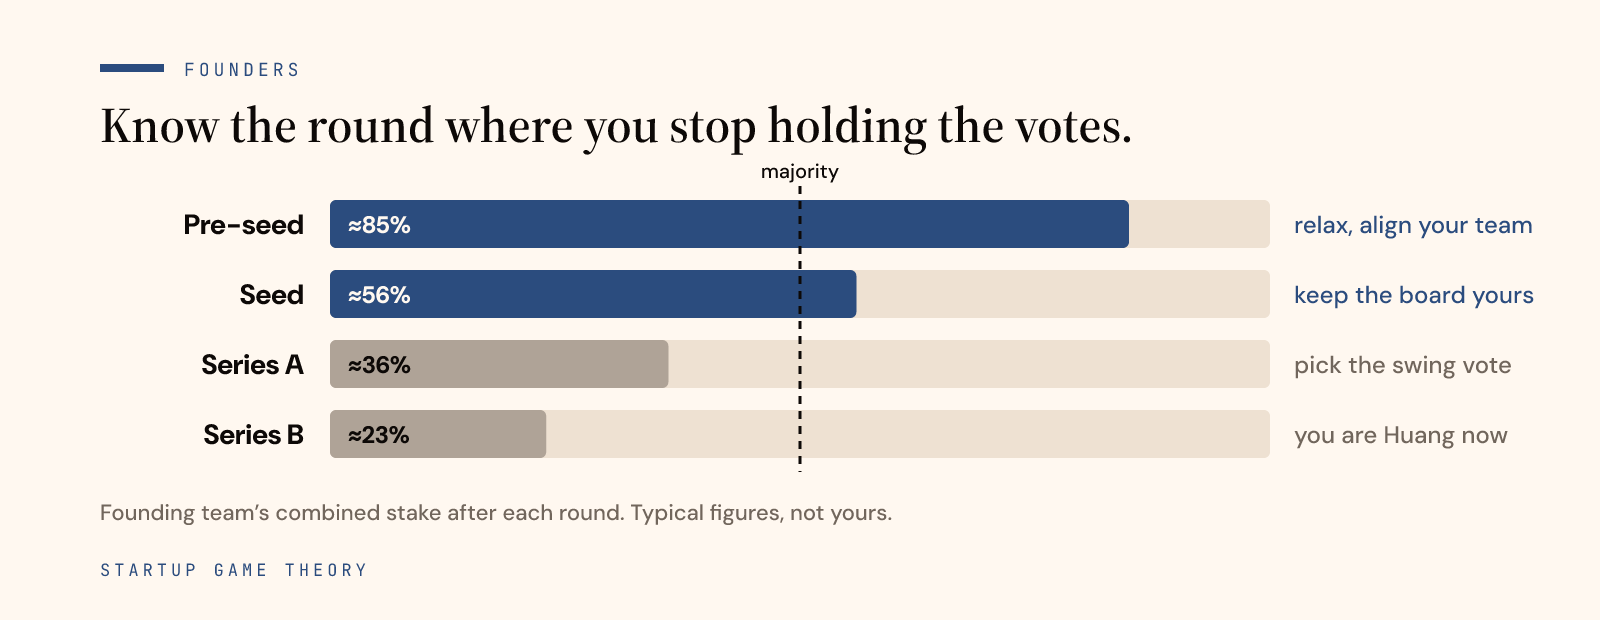 FOUNDERS
Know the round where you stop holding the votes.
majority
Pre-seed ≈85% relax, align your team
Seed ≈56% keep the board yours
Series A ≈36% pick the swing vote
Series B ≈23% you are Huang now
Founding team’s combined stake after each round. Typical figures, not yours.
STARTUP GAME THEORY